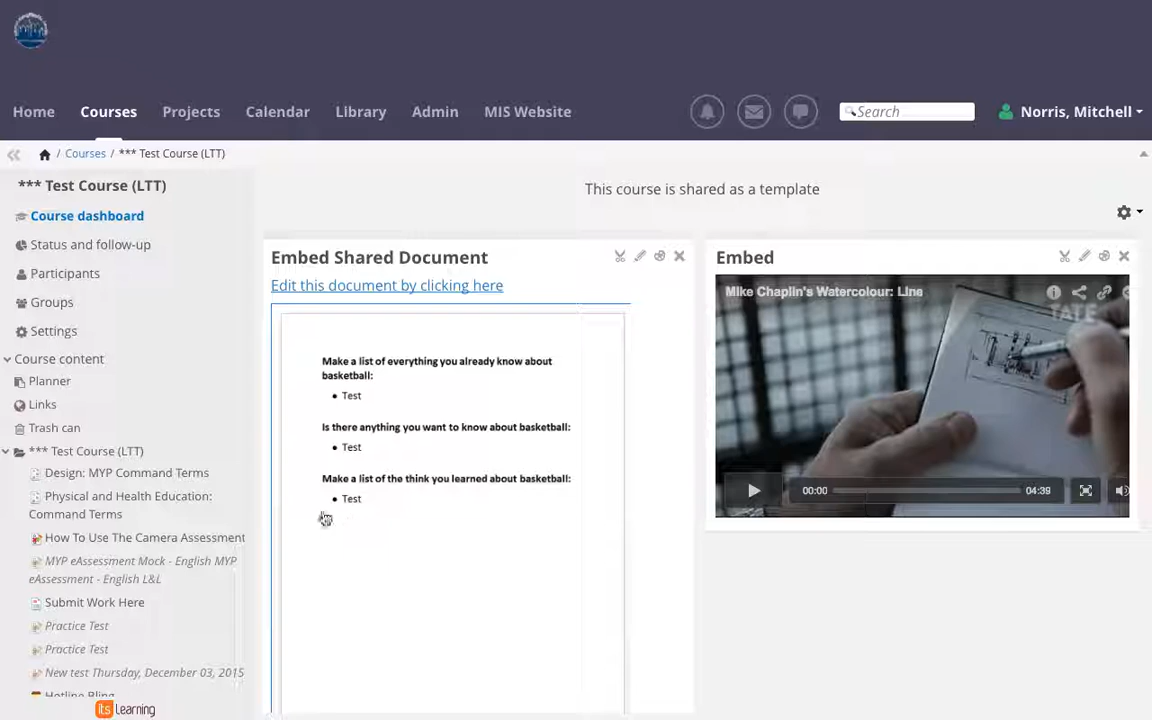 Home
Courses
Projects
Calendar
Library
Admin
MIS Website
Search
Norris, Mitchell
/ Courses / *** Test Course (LTT)
*** Test Course (LTT)
Course dashboard
Status and follow-up
Participants
Groups
Settings
Course content
Planner
Links
Trash can
*** Test Course (LTT)
Design: MYP Command Terms
Physical and Health Education:
Command Terms
How To Use The Camera Assessment
MYP eAssessment Mock - English MYP
eAssessment - English L&L
Submit Work Here
Practice Test
Practice Test
New test Thursday, December 03, 2015
Hotline Bling
its Learning
This course is shared as a template
Embed Shared Document
Edit this document by clicking here
Make a list of everything you already know about
basketball:
• Test
Is there anything you want to know about basketball:
• Test
Make a list of the think you learned about basketball:
• Test
Embed
Mike Chaplin's Watercolour: Line
TATE
00:00
04:39